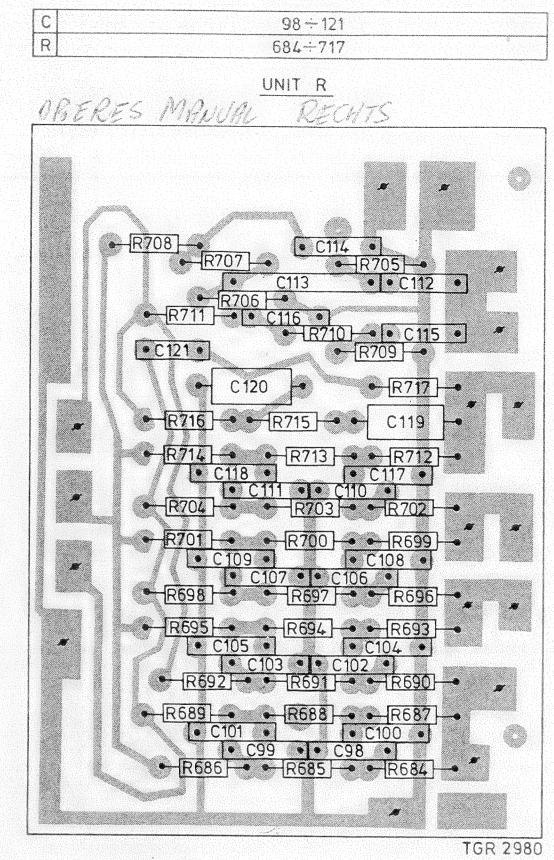 C 98÷121
R 684÷717
UNIT R
OBERES MANUAL RECHTS
R708
C114
R707 R705
C113 C112
R706
R711 C116
R710 C115
C121 R709
C120 R717
R716 R715 C119
R714 R713 R712
C118 C117
C111 C110
R704 R703 R702
R701 R700 R699
C109 C108
C107 C106
R698 R697 R696
R695 R694 R693
C105 C104
C103 C102
R692 R691 R690
R689 R688 R687
C101 C100
C99 C98
R686 R685 R684
TGR 2980